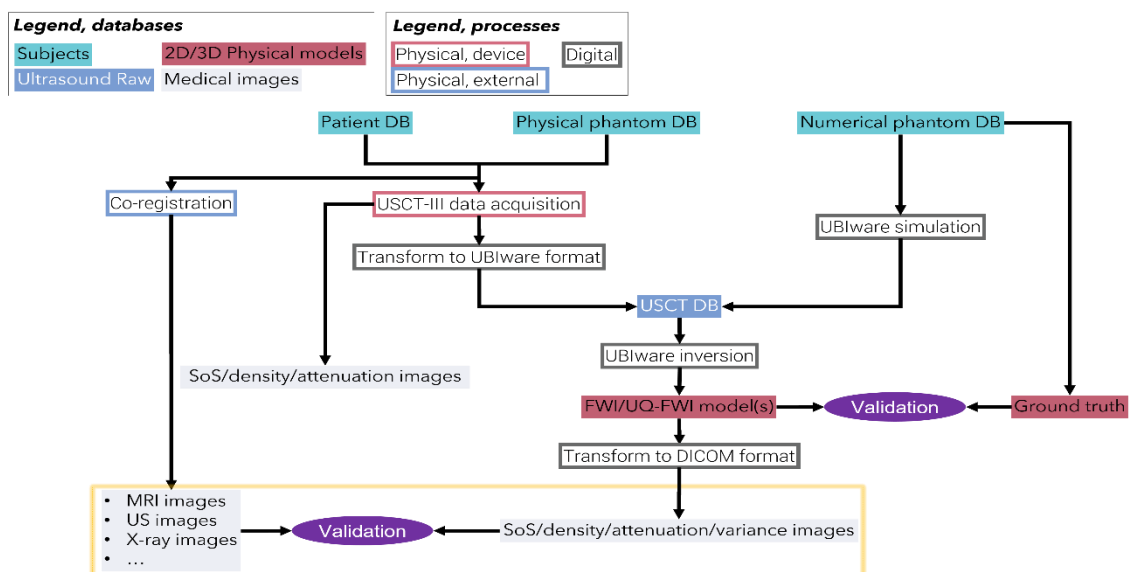 Legend, databases
Subjects
2D/3D Physical models
Ultrasound Raw
Medical images
Legend, processes
Physical, device
Digital
Physical, external
Patient DB
Physical phantom DB
Numerical phantom DB
Co-registration
USCT-III data acquisition
UBIware simulation
Transform to UBIware format
USCT DB
UBIware inversion
SoS/density/attenuation images
FWI/UQ-FWI model(s)
Validation
Ground truth
Transform to DICOM format
• MRI images
• US images
• X-ray images
• ...
Validation
SoS/density/attenuation/variance images